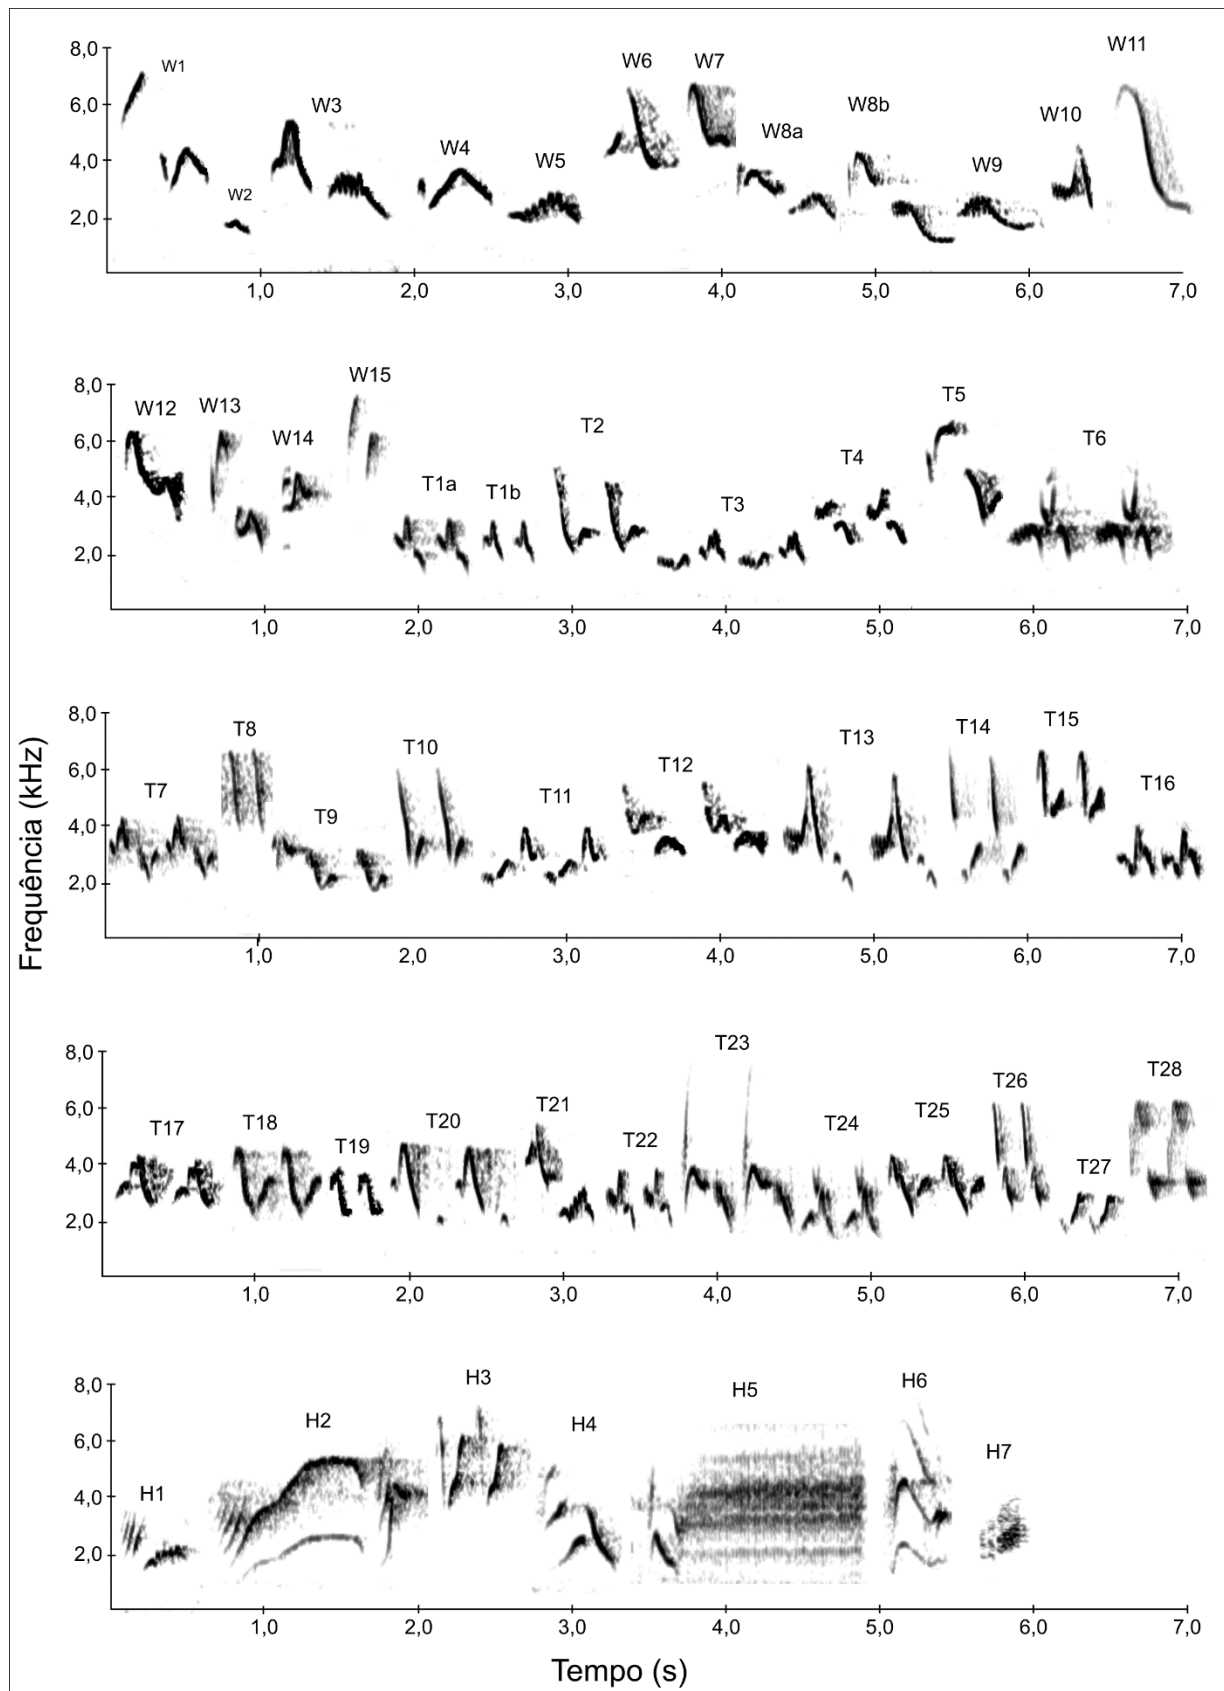 8,0
W1
W3
W6
W7
W8b
W11
6,0
W10
W4
W5
W8a
W9
4,0
W2
2,0
1,0 2,0 3,0 4,0 5,0 6,0 7,0
8,0
W12
W13
W15
T5
W14
T2
T6
6,0
T1a
T1b
T3
T4
4,0
2,0
1,0 2,0 3,0 4,0 5,0 6,0 7,0
Frequência (kHz)
8,0
T8
T10
T12
T13
T14
T15
6,0
T7
T9
T11
T16
4,0
2,0
1,0 2,0 3,0 4,0 5,0 6,0 7,0
8,0
T23
T26
T28
6,0
T17
T18
T19
T20
T21
T22
T24
T25
T27
4,0
2,0
1,0 2,0 3,0 4,0 5,0 6,0 7,0
8,0
H2
H3
H4
H5
H6
6,0
H1
H7
4,0
2,0
1,0 2,0 3,0 4,0 5,0 6,0 7,0
Tempo (s)